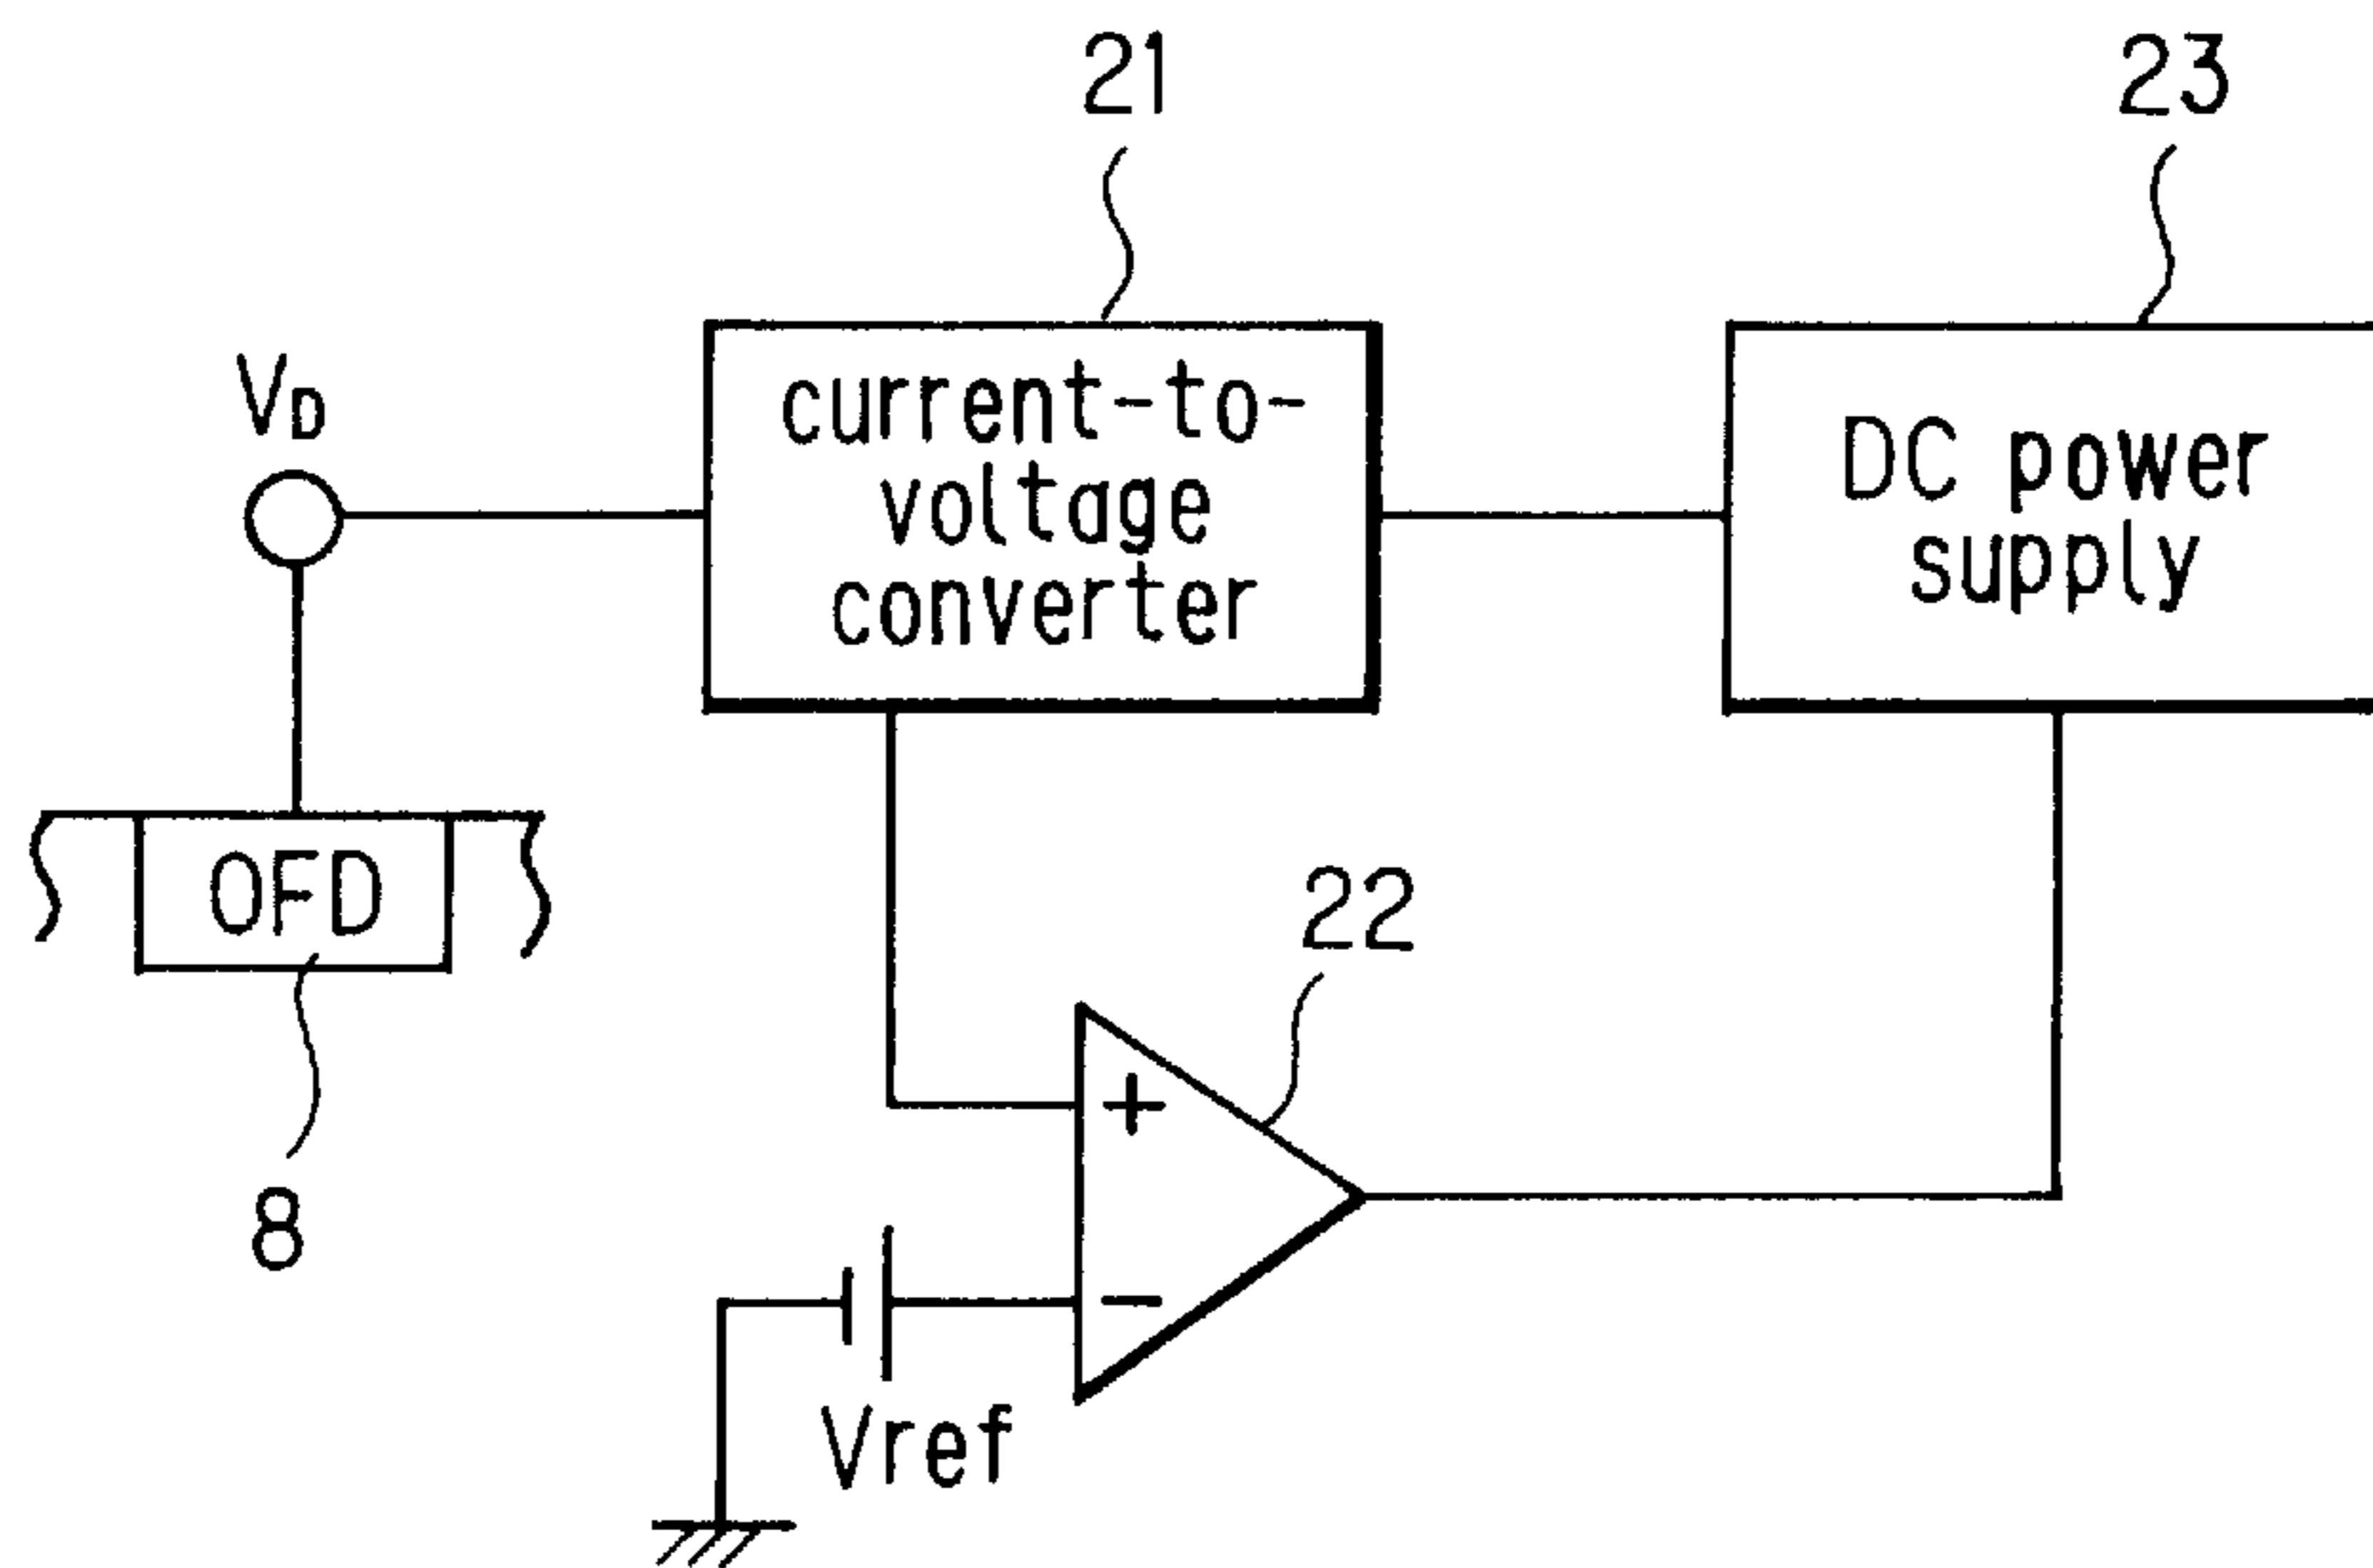 21
23
VD
current-to-
voltage
converter
DC power
supply
OFD
22
8
+
−
Vref